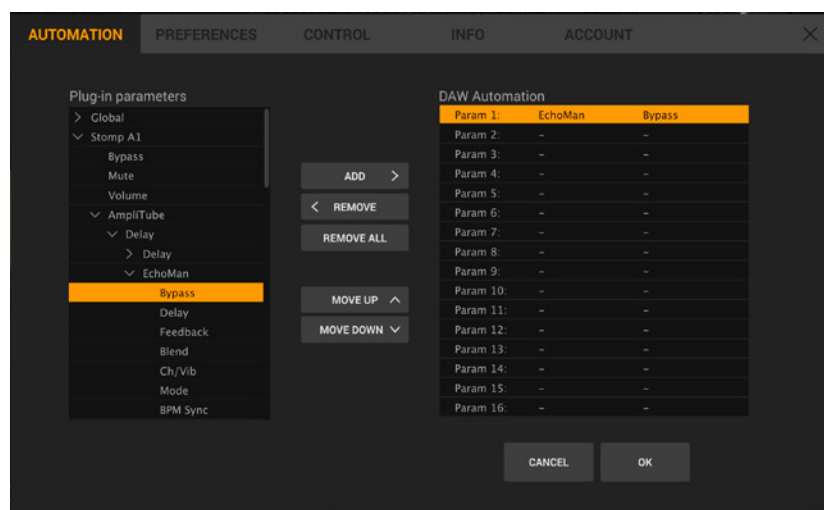 AUTOMATION PREFERENCES CONTROL INFO ACCOUNT
Plug-in parameters
Global
Stomp A1
Bypass
Mute
Volume
AmpliTube
Delay
Delay
EchoMan
Bypass
Delay
Feedback
Blend
Ch/Vib
Mode
BPM Sync
ADD
REMOVE
REMOVE ALL
MOVE UP
MOVE DOWN
DAW Automation
Param 1: EchoMan Bypass
Param 2: – –
Param 3: – –
Param 4: – –
Param 5: – –
Param 6: – –
Param 7: – –
Param 8: – –
Param 9: – –
Param 10: – –
Param 11: – –
Param 12: – –
Param 13: – –
Param 14: – –
Param 15: – –
Param 16: – –
CANCEL OK